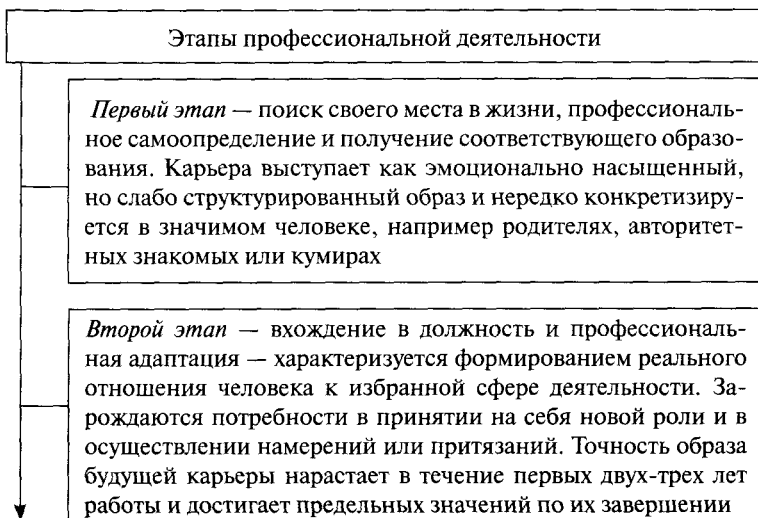 Этапы профессиональной деятельности
Первый этап — поиск своего места в жизни, профессиональ-
ное самоопределение и получение соответствующего образо-
вания. Карьера выступает как эмоционально насыщенный,
но слабо структурированный образ и нередко конкретизиру-
ется в значимом человеке, например родителях, авторитет-
ных знакомых или кумирах
Второй этап — вхождение в должность и профессиональ-
ная адаптация — характеризуется формированием реального
отношения человека к избранной сфере деятельности. За-
рождаются потребности в принятии на себя новой роли и в
осуществлении намерений или притязаний. Точность образа
будущей карьеры нарастает в течение первых двух-трех лет
работы и достигает предельных значений по их завершении